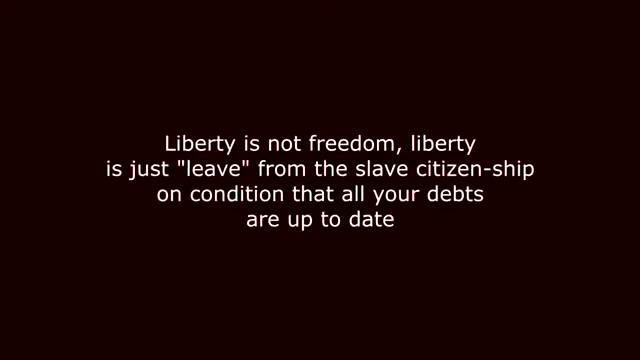 Liberty is not freedom, liberty
is just "leave" from the slave citizen-ship
on condition that all your debts
are up to date